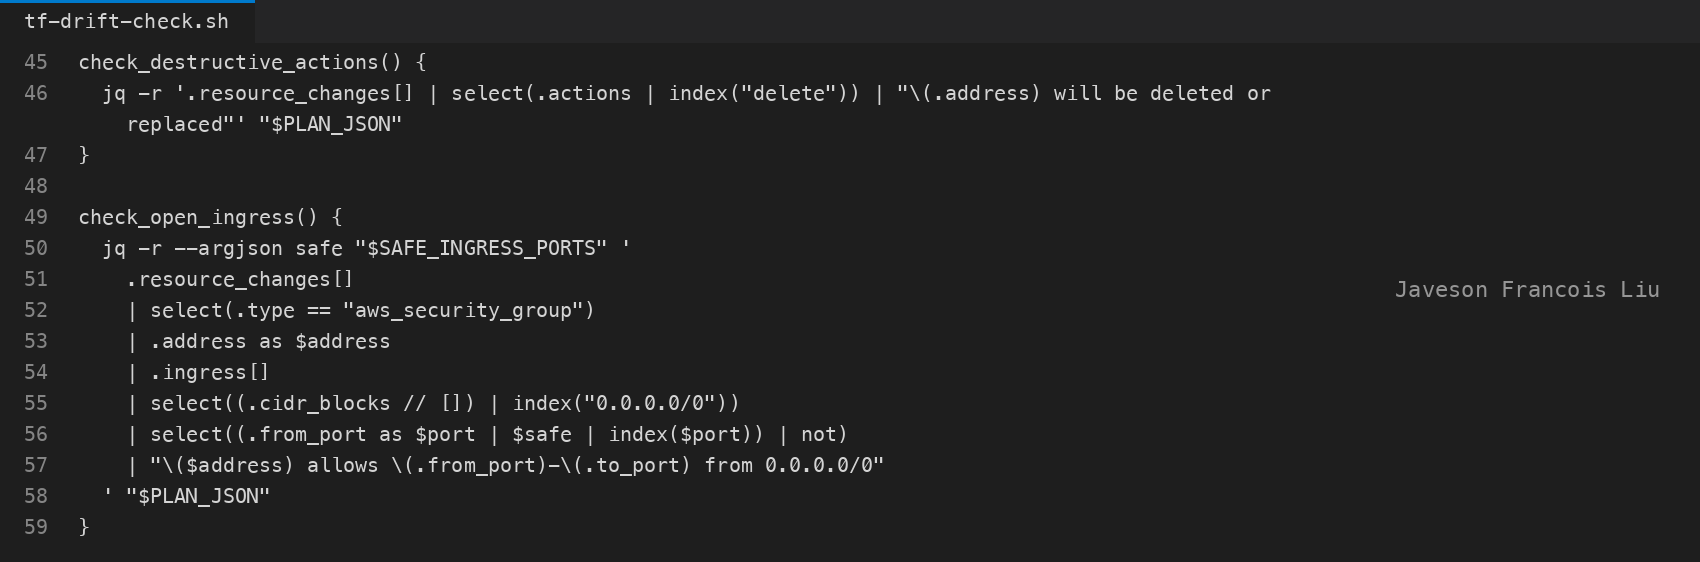 tf-drift-check.sh
45 check_destructive_actions() {
46   jq -r '.resource_changes[] | select(.actions | index("delete")) | "\(.address) will be deleted or
    replaced"' "$PLAN_JSON"
47 }
48
49 check_open_ingress() {
50   jq -r --argjson safe "$SAFE_INGRESS_PORTS" '
51     .resource_changes[]
Javeson Francois Liu
52     | select(.type == "aws_security_group")
53     | .address as $address
54     | .ingress[]
55     | select((.cidr_blocks // []) | index("0.0.0.0/0"))
56     | select((.from_port as $port | $safe | index($port)) | not)
57     | "\($address) allows \(.from_port)-\(.to_port) from 0.0.0.0/0"
58   ' "$PLAN_JSON"
59 }